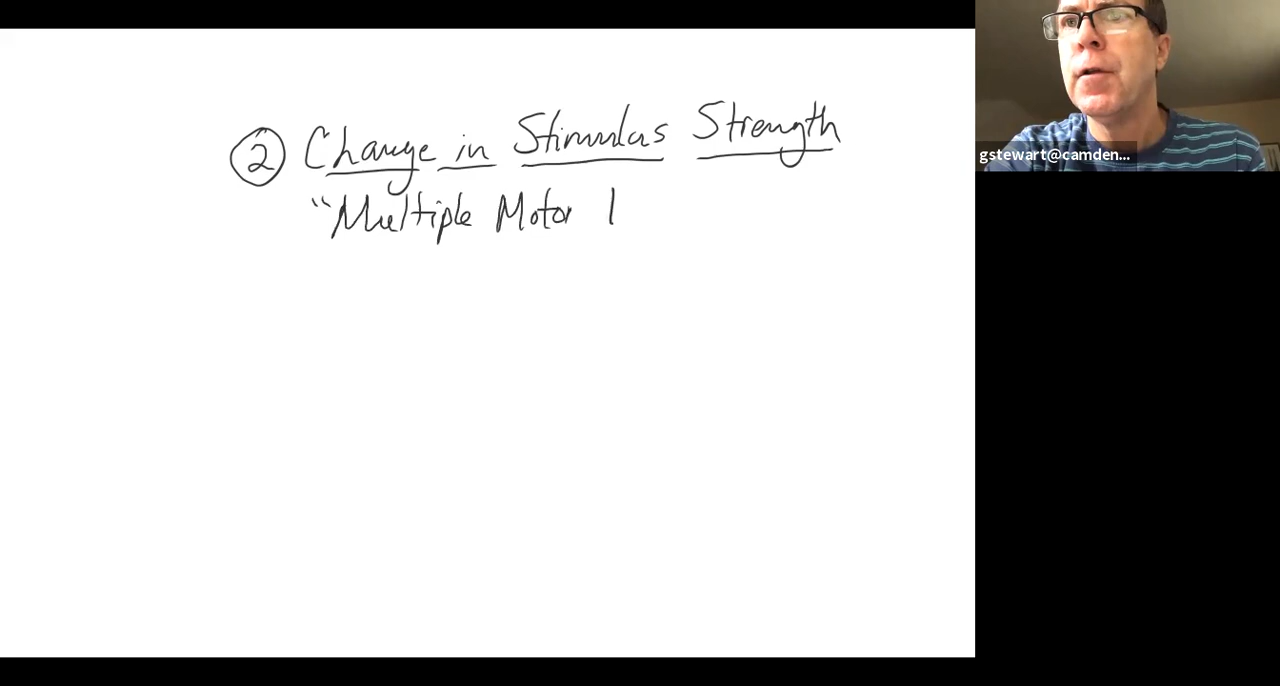 ② Change in Stimulus Strength
“Multiple Motor
gstewart@camden...